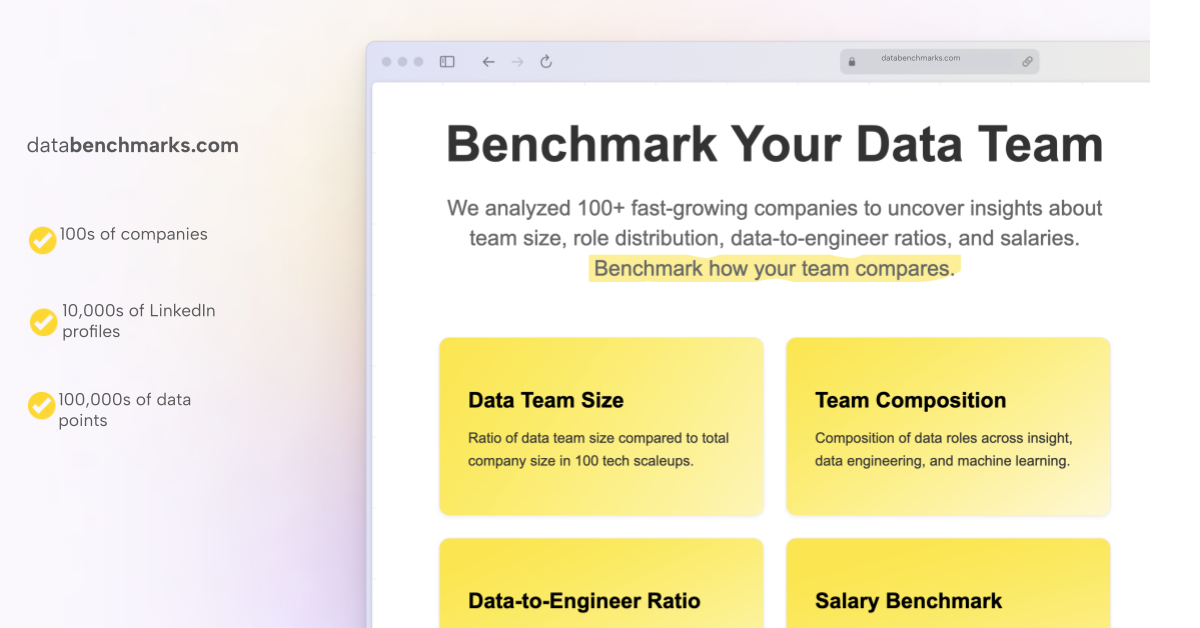 databenchmarks.com
100s of companies
10,000s of LinkedIn
profiles
100,000s of data
points
databenchmarks.com
Benchmark Your Data Team
We analyzed 100+ fast-growing companies to uncover insights about
team size, role distribution, data-to-engineer ratios, and salaries.
Benchmark how your team compares.
Data Team Size
Ratio of data team size compared to total
company size in 100 tech scaleups.
Team Composition
Composition of data roles across insight,
data engineering, and machine learning.
Data-to-Engineer Ratio
Salary Benchmark